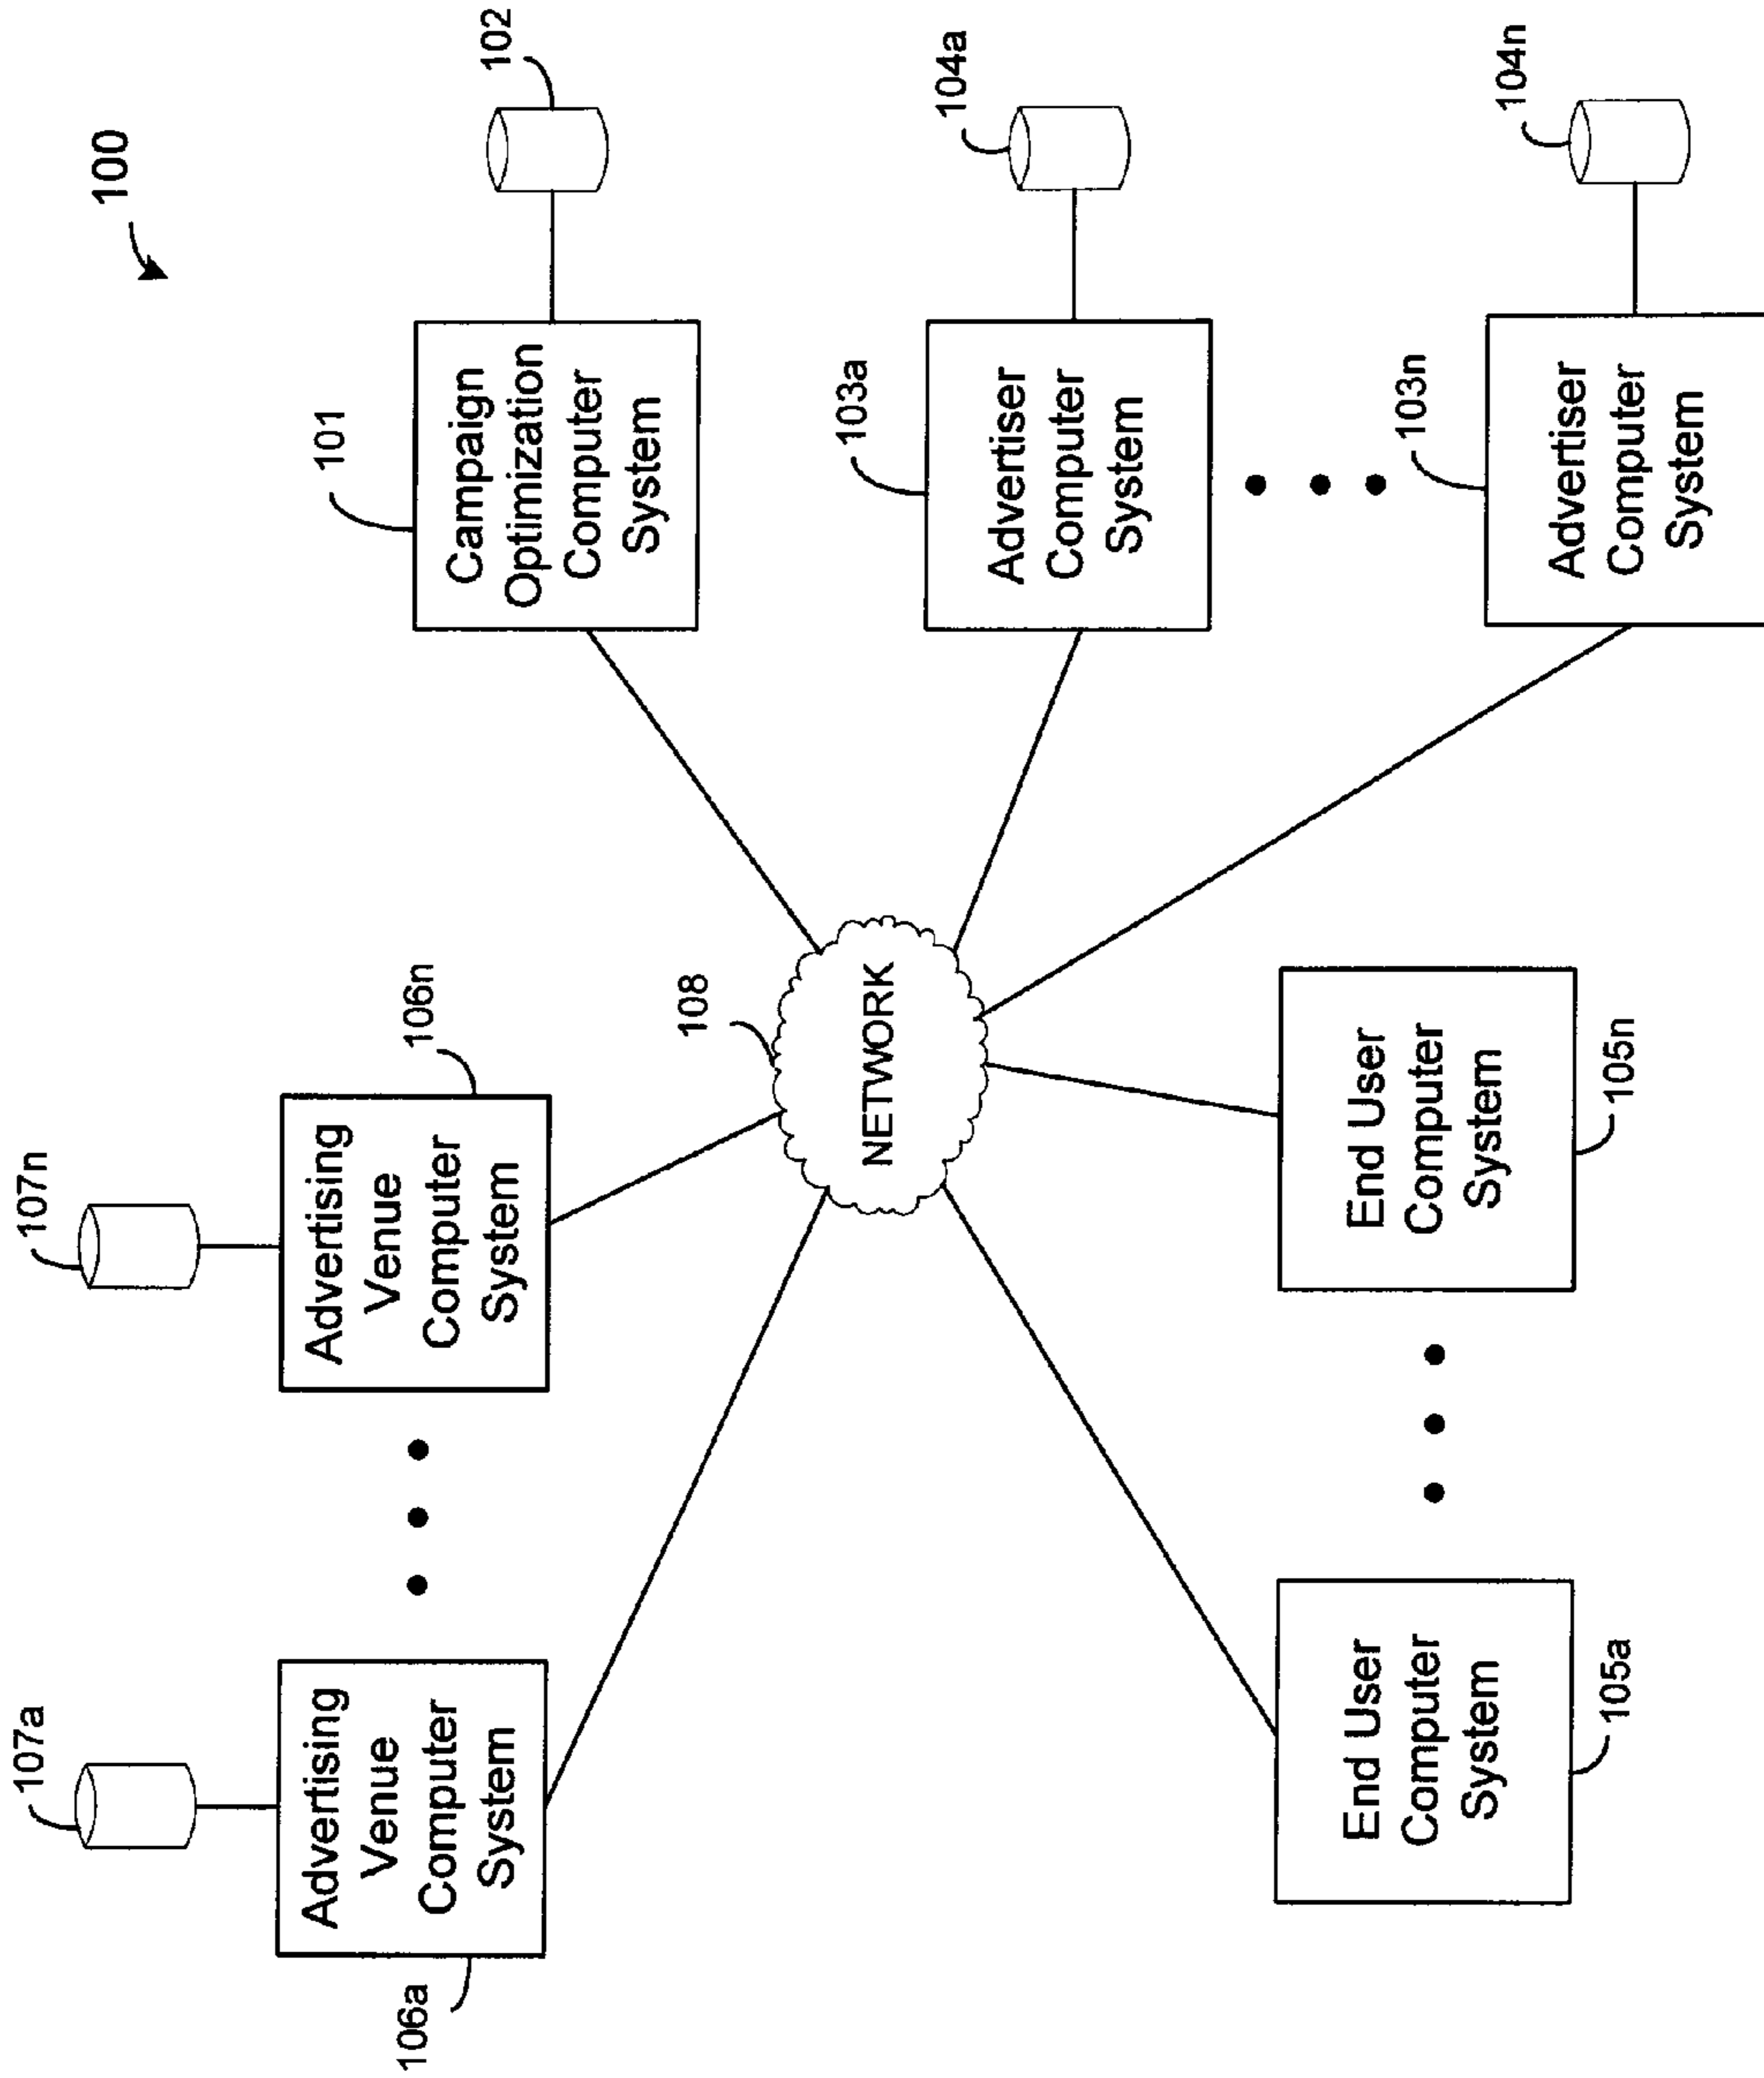 107a
107n
100
Advertising
Venue
Computer
System
106a
Advertising
Venue
Computer
System
106n
101
Campaign
Optimization
Computer
System
102
108
NETWORK
103a
Advertiser
Computer
System
104a
End User
Computer
System
105a
End User
Computer
System
105n
103n
Advertiser
Computer
System
104n